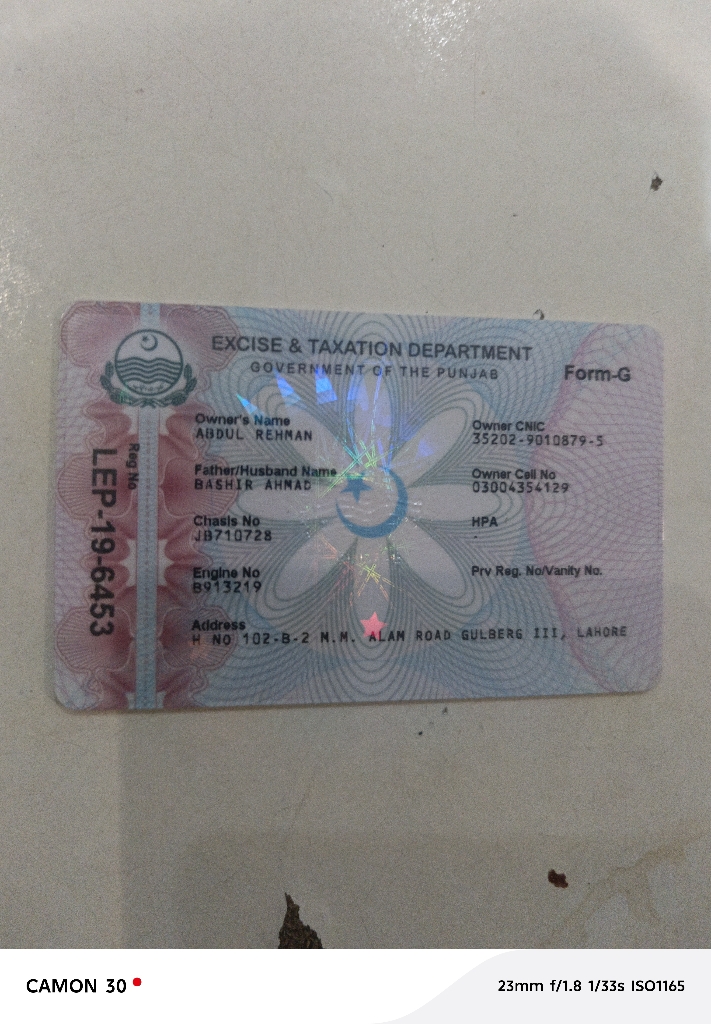 EXCISE & TAXATION DEPARTMENT
GOVERNMENT OF THE PUNJAB
Form-G
Reg No
LEP-19-6453
Owner's Name
ABDUL REHMAN
Owner CNIC
35202-9010879-5
Father/Husband Name
BASHIR AHMAD
Owner Cell No
03004354129
Chasis No
JB710728
HPA
-
Engine No
B913219
Prv Reg. No/Vanity No.
Address
H NO 102-B-2 M.M. ALAM ROAD GULBERG III, LAHORE
CAMON 30
23mm f/1.8 1/33s ISO1165